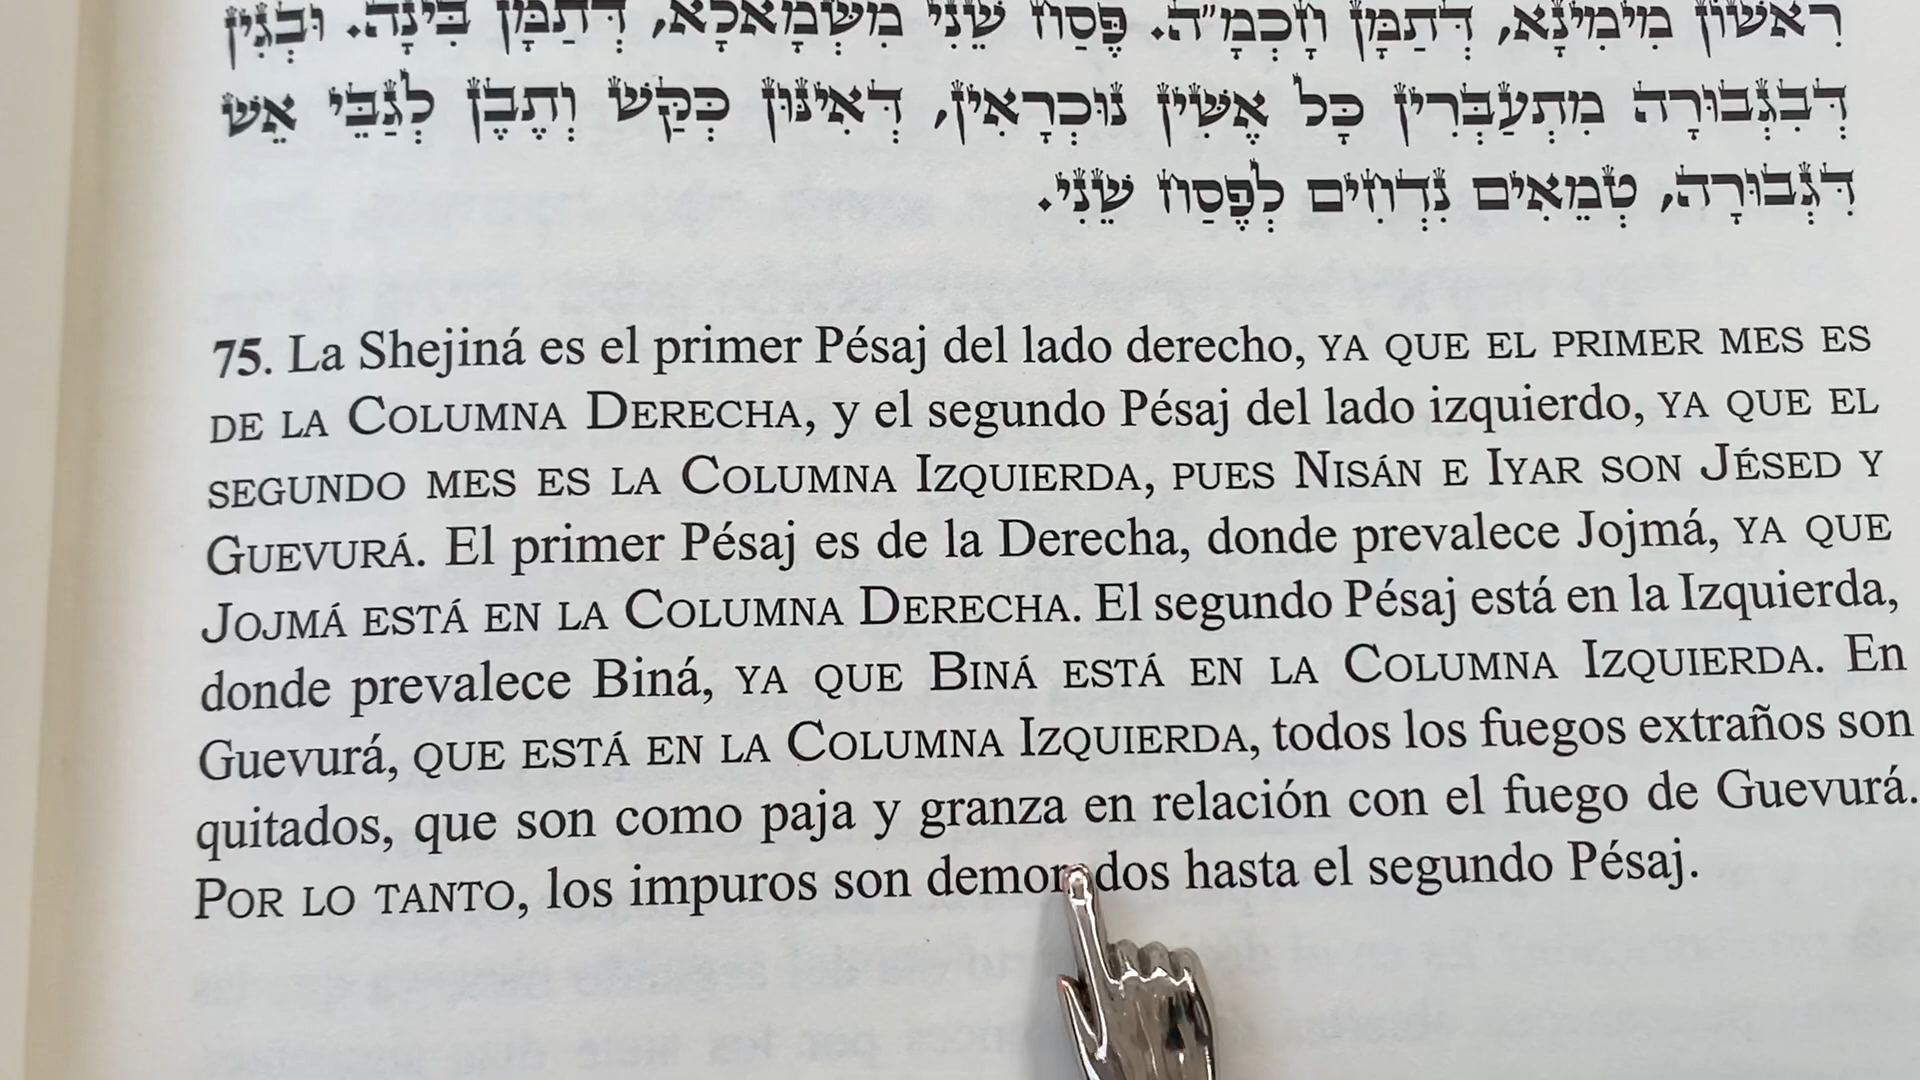 רִאשׁוֹן מִימִינָא, דְּתַמָּן חָכְמָ"ה. פֶּסַח שֵׁנִי מִשְּׂמָאכָא, דְּתַמָּן בִּינָה. וּבְגִין
דְּבִגְבוּרָה מִתְעַבְּרִין כָּל אֶשִּׁין נוּכְרָאִין, דְּאִינּוּן כְּקַשׁ וְתֶבֶן לְגַבֵּי אֵשׁ
דִּגְבוּרָה, טְמֵאִים נִדְחִים לְפֶסַח שֵׁנִי.
75. La Shejiná es el primer Pésaj del lado derecho, YA QUE EL PRIMER MES ES
DE LA COLUMNA DERECHA, y el segundo Pésaj del lado izquierdo, YA QUE EL
SEGUNDO MES ES LA COLUMNA IZQUIERDA, PUES NISÁN E IYAR SON JÉSED Y
GUEVURÁ. El primer Pésaj es de la Derecha, donde prevalece Jojmá, YA QUE
JOJMÁ ESTÁ EN LA COLUMNA DERECHA. El segundo Pésaj está en la Izquierda,
donde prevalece Biná, YA QUE BINÁ ESTÁ EN LA COLUMNA IZQUIERDA. En
Guevurá, QUE ESTÁ EN LA COLUMNA IZQUIERDA, todos los fuegos extraños son
quitados, que son como paja y granza en relación con el fuego de Guevurá.
POR LO TANTO, los impuros son demorados hasta el segundo Pésaj.